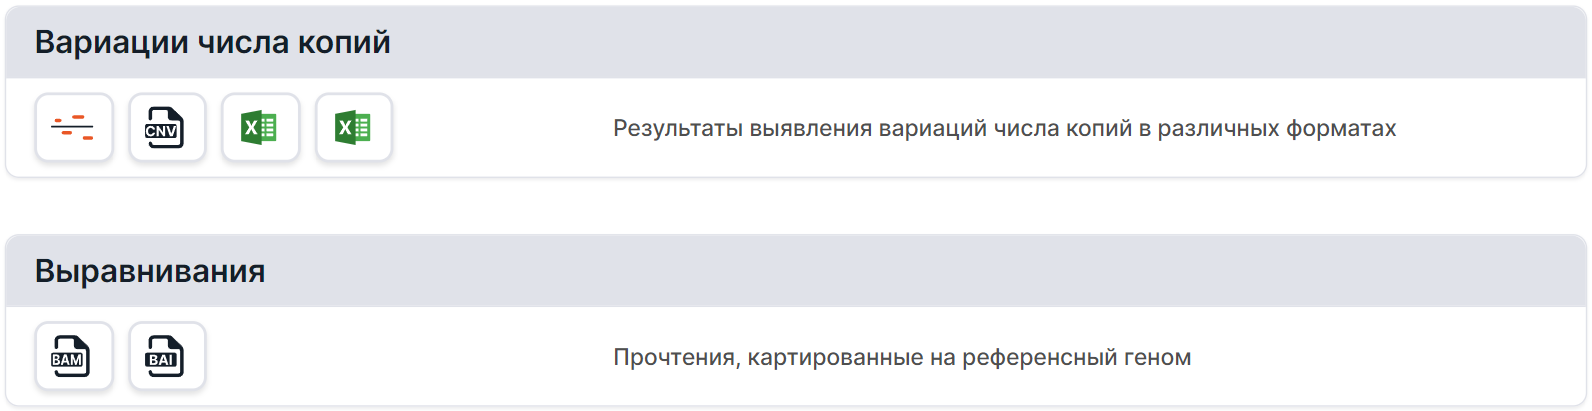 Вариации числа копий
CNV X X Результаты выявления вариаций числа копий в различных форматах
Выравнивания
BAM BAI Прочтения, картированные на референсный геном